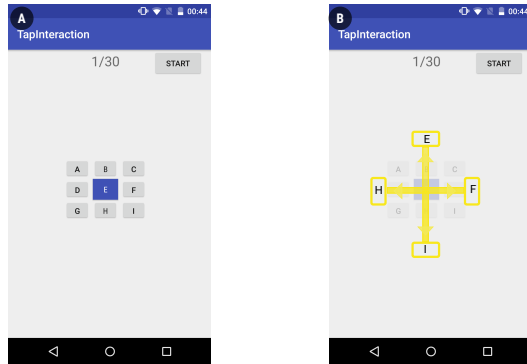 A
00:44
TapInteraction
1/30
START
A B C
D E F
G H I
B
00:44
TapInteraction
1/30
START
E
A C
H F
G I
I